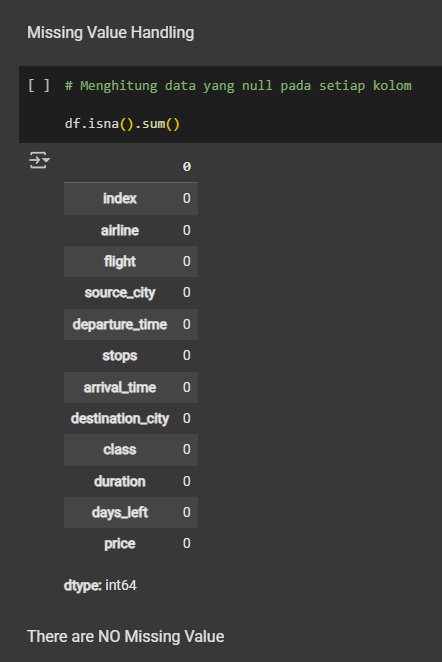 Missing Value Handling
[ ] # Menghitung data yang null pada setiap kolom
df.isna().sum()
0
index 0
airline 0
flight 0
source_city 0
departure_time 0
stops 0
arrival_time 0
destination_city 0
class 0
duration 0
days_left 0
price 0
dtype: int64
There are NO Missing Value